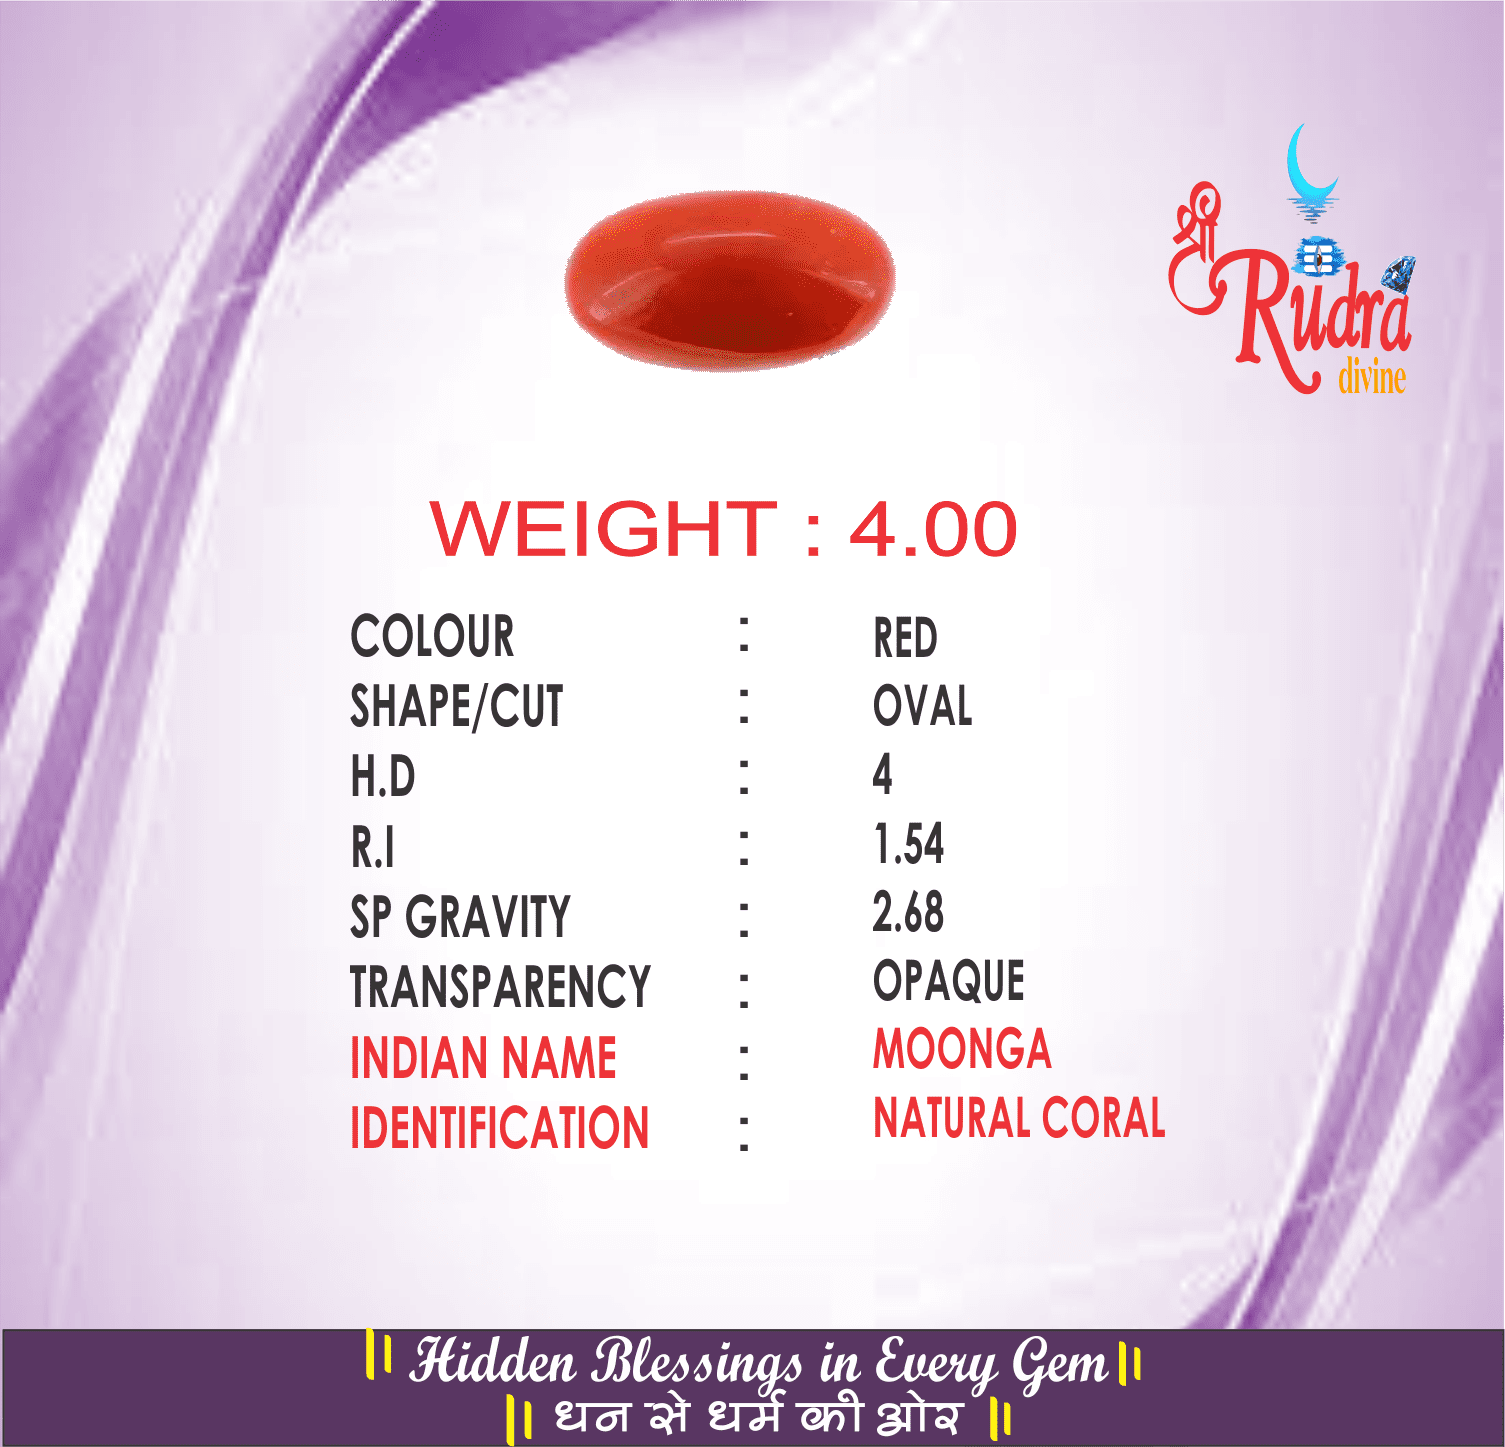 श्री
Rudra
divine
WEIGHT : 4.00
COLOUR : RED
SHAPE/CUT : OVAL
H.D : 4
R.I : 1.54
SP GRAVITY : 2.68
TRANSPARENCY : OPAQUE
INDIAN NAME : MOONGA
IDENTIFICATION : NATURAL CORAL
|| Hidden Blessings in Every Gem ||
|| धन से धर्म की ओर ||